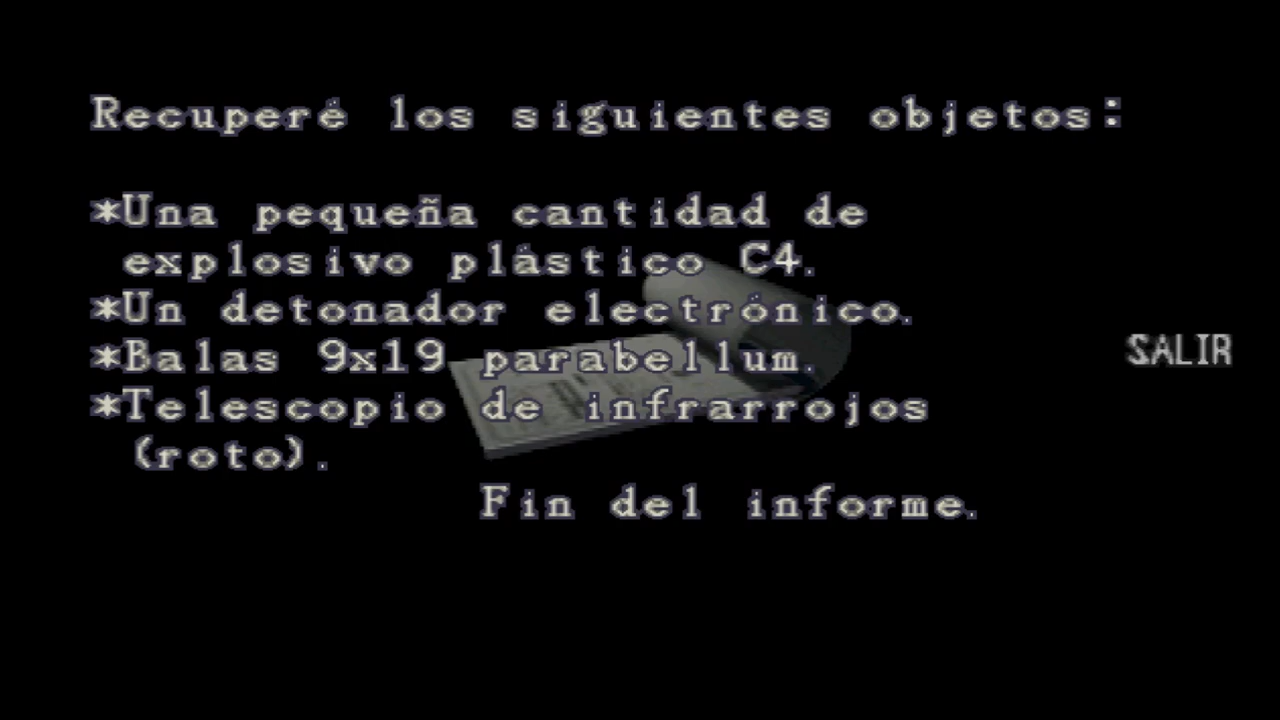 Recuperé los siguientes objetos:
*Una pequeña cantidad de
explosivo plástico C4.
*Un detonador electrónico.
*Balas 9x19 parabellum.
*Telescopio de infrarrojos
(roto).
Fin del informe.
SALIR